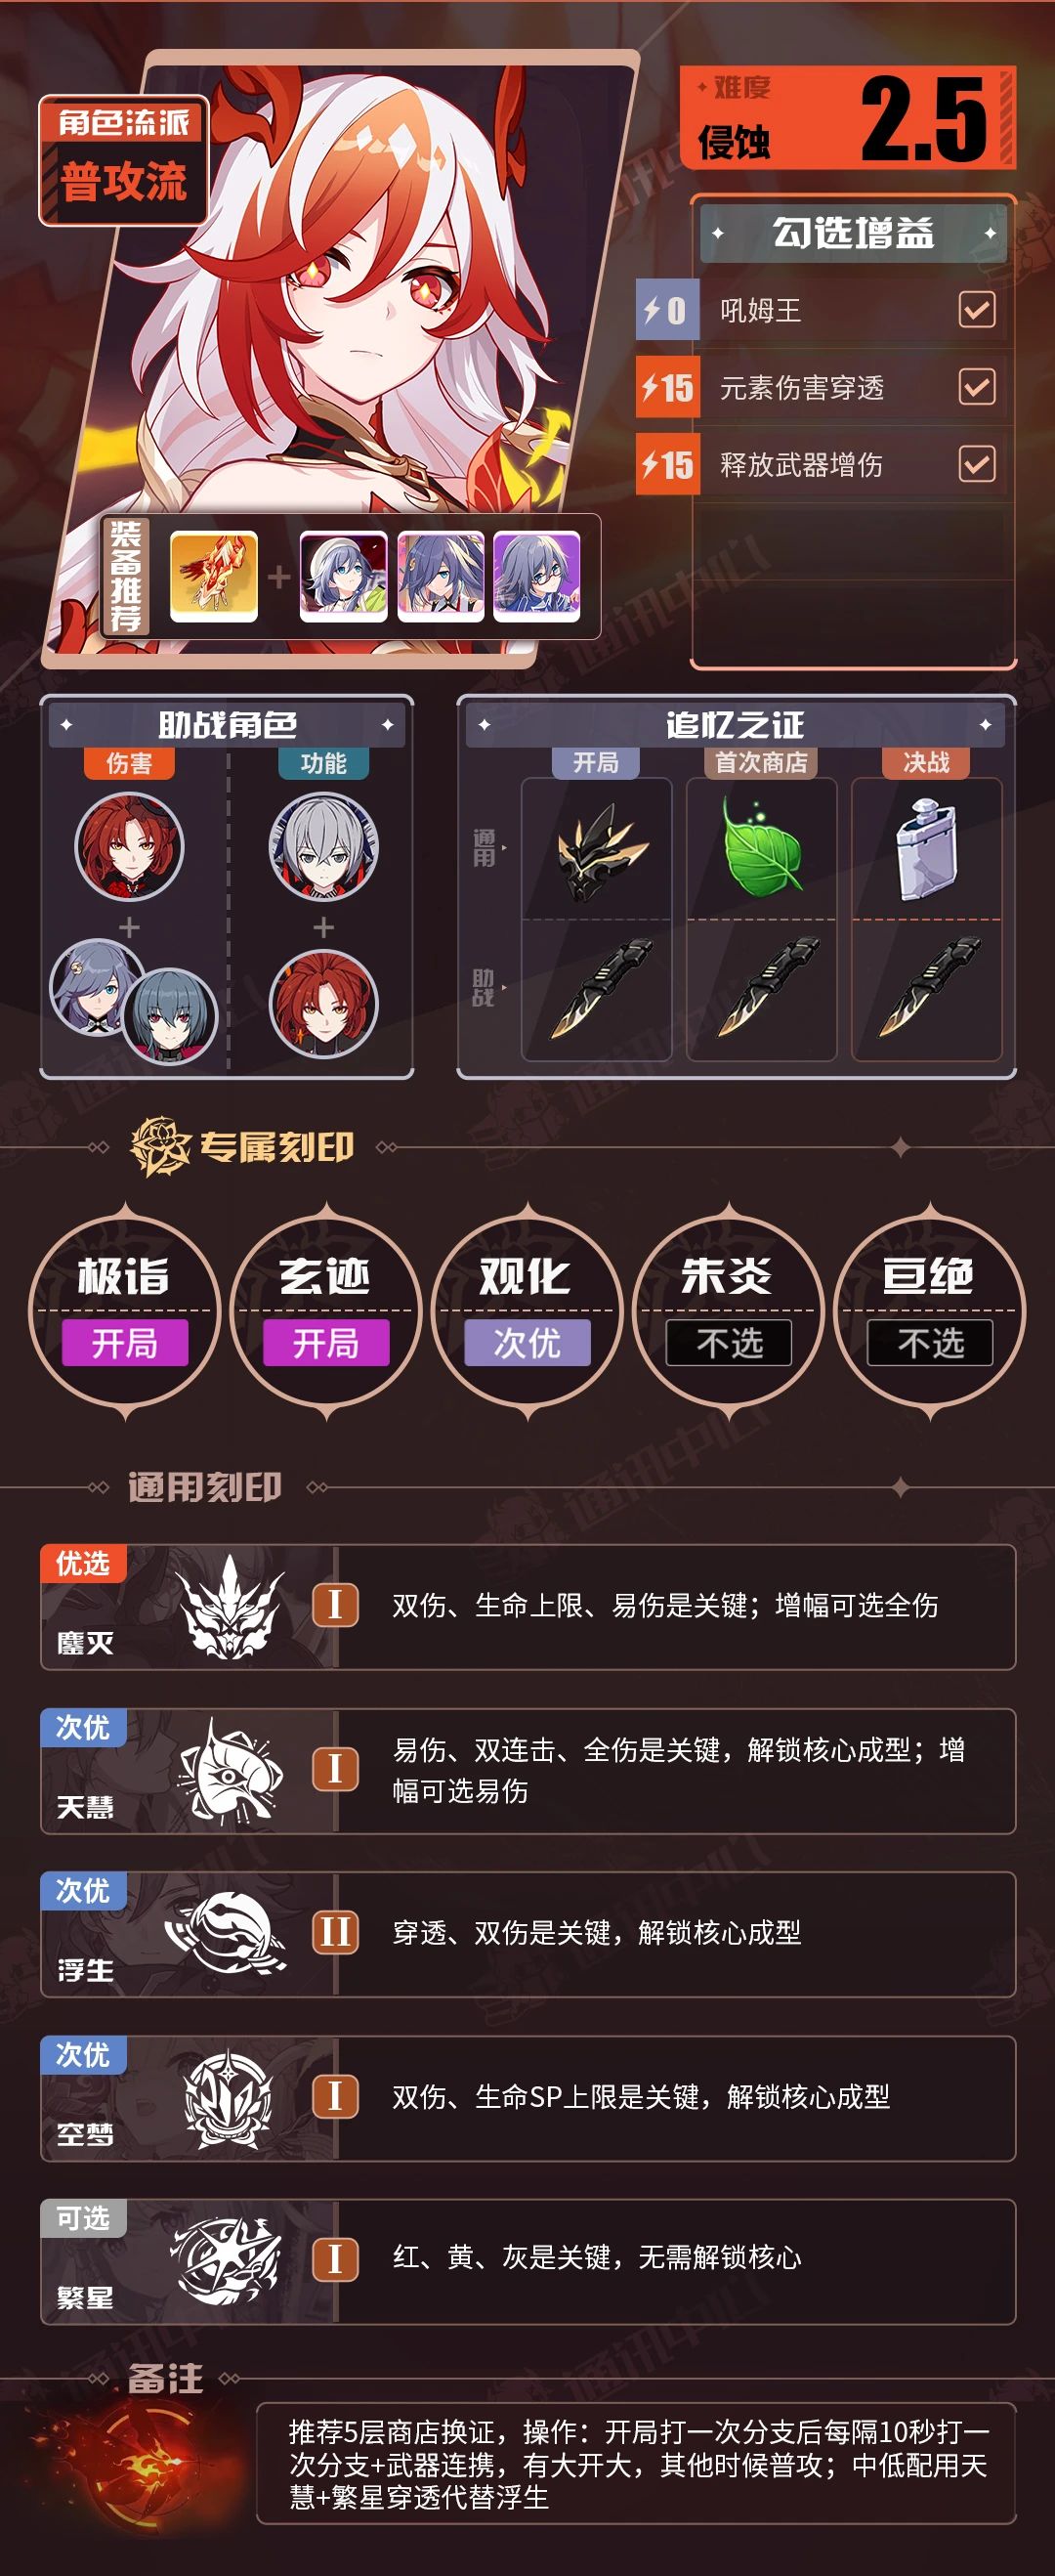 角色流派
普攻流
难度
侵蚀
2.5
勾选增益
0 吼姆王
15 元素伤害穿透
15 释放武器增伤
装备推荐
助战角色
伤害
功能
追忆之证
开局
首次商店
决战
通用
助战
专属刻印
极诣
开局
玄迹
开局
观化
次优
朱炎
不选
亘绝
不选
通用刻印
优选
鏖灭
I
双伤、生命上限、易伤是关键；增幅可选全伤
次优
天慧
I
易伤、双连击、全伤是关键，解锁核心成型；增
幅可选易伤
次优
浮生
II
穿透、双伤是关键，解锁核心成型
次优
空梦
I
双伤、生命SP上限是关键，解锁核心成型
可选
繁星
I
红、黄、灰是关键，无需解锁核心
备注
推荐5层商店换证，操作：开局打一次分支后每隔10秒打一
次分支+武器连携，有大开大，其他时候普攻；中低配用天
慧+繁星穿透代替浮生
通讯中心